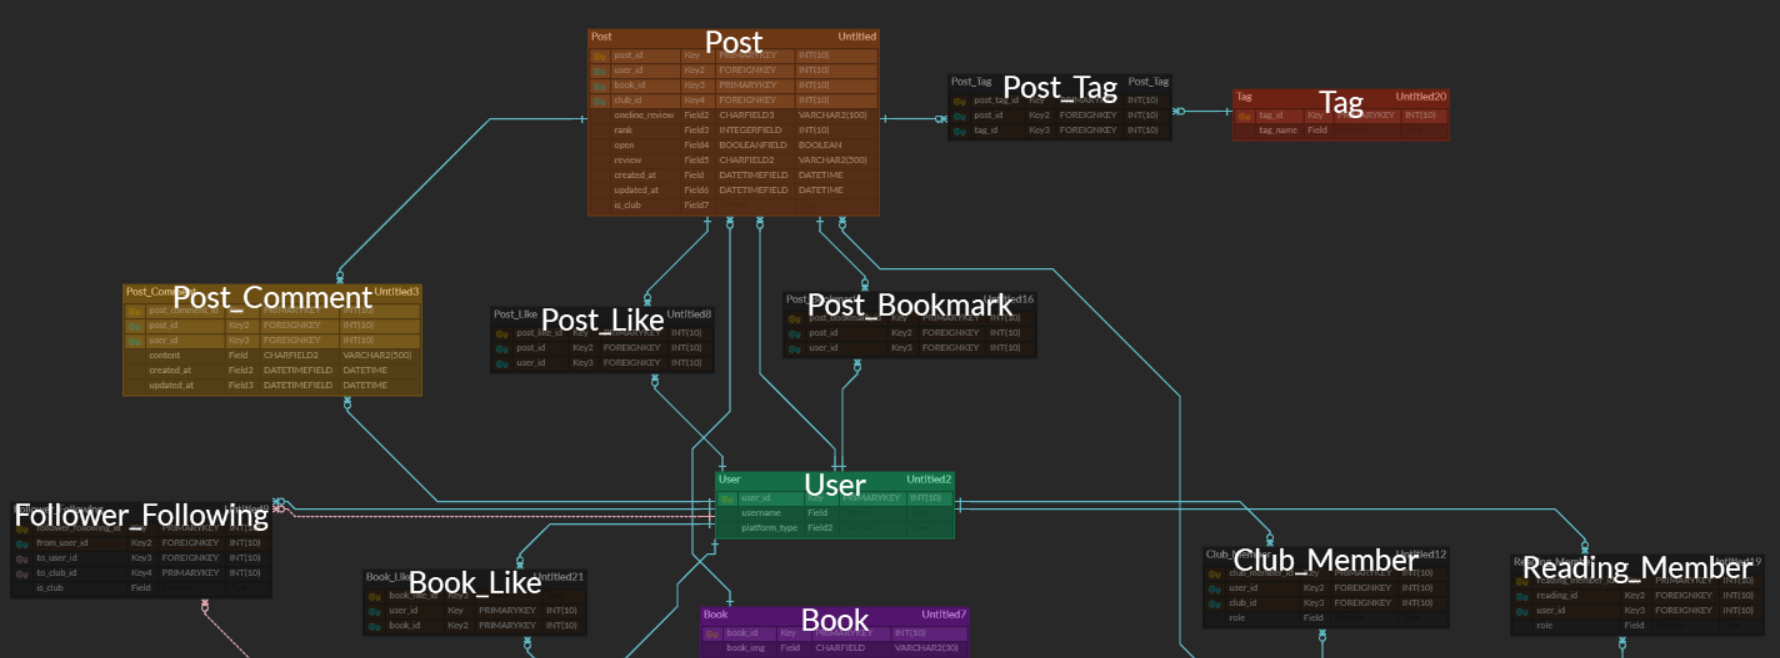 Post Post Untitled
post_id Key PRIMARYKEY INT(10)
user_id Key2 FOREIGNKEY INT(10)
book_id Key3 PRIMARYKEY INT(10)
club_id Key4 FOREIGNKEY INT(10)
oneline_review Field2 CHARFIELD3 VARCHAR2(100)
rank Field3 INTEGERFIELD INT(10)
open Field4 BOOLEANFIELD BOOLEAN
review Field5 CHARFIELD2 VARCHAR2(500)
created_at Field DATETIMEFIELD DATETIME
updated_at Field6 DATETIMEFIELD DATETIME
is_club Field7
Post_Tag Post_Tag Post_Tag
post_tag_id Key PRIMARYKEY INT(10)
post_id Key2 FOREIGNKEY INT(10)
tag_id Key3 FOREIGNKEY INT(10)
Tag Tag Untitled20
tag_id Key PRIMARYKEY INT(10)
tag_name Field
Post_Comment Post_Comment Untitled3
post_comment_id PRIMARYKEY INT(10)
post_id Key2 FOREIGNKEY INT(10)
user_id Key3 FOREIGNKEY INT(10)
content Field CHARFIELD2 VARCHAR2(500)
created_at Field2 DATETIMEFIELD DATETIME
updated_at Field3 DATETIMEFIELD DATETIME
Post_Like Post_Like Untitled8
post_like_id Key PRIMARYKEY INT(10)
post_id Key2 FOREIGNKEY INT(10)
user_id Key3 FOREIGNKEY INT(10)
Post_Bookmark Post_Bookmark Untitled16
post_bookmark_id Key PRIMARYKEY INT(10)
post_id Key2 FOREIGNKEY INT(10)
user_id Key3 FOREIGNKEY INT(10)
User User Untitled2
user_id Key PRIMARYKEY INT(10)
username Field
platform_type Field2
Follower_Following
follower_following_id Key PRIMARYKEY INT(10)
from_user_id Key2 FOREIGNKEY INT(10)
to_user_id Key3 FOREIGNKEY INT(10)
to_club_id Key4 PRIMARYKEY INT(10)
is_club Field
Book_Like Book_Like Untitled21
book_like_id Key3
user_id Key PRIMARYKEY INT(10)
book_id Key2 PRIMARYKEY INT(10)
Book Book Untitled7
book_id Key PRIMARYKEY INT(10)
book_img Field CHARFIELD VARCHAR2(30)
Club_Member Club_Member Untitled12
club_member_id Key PRIMARYKEY INT(10)
user_id Key2 FOREIGNKEY INT(10)
club_id Key3 FOREIGNKEY INT(10)
role Field
Reading_Member Reading_Member Untitled19
reading_member_id PRIMARYKEY INT(10)
reading_id Key2 FOREIGNKEY INT(10)
user_id Key3 FOREIGNKEY INT(10)
role Field